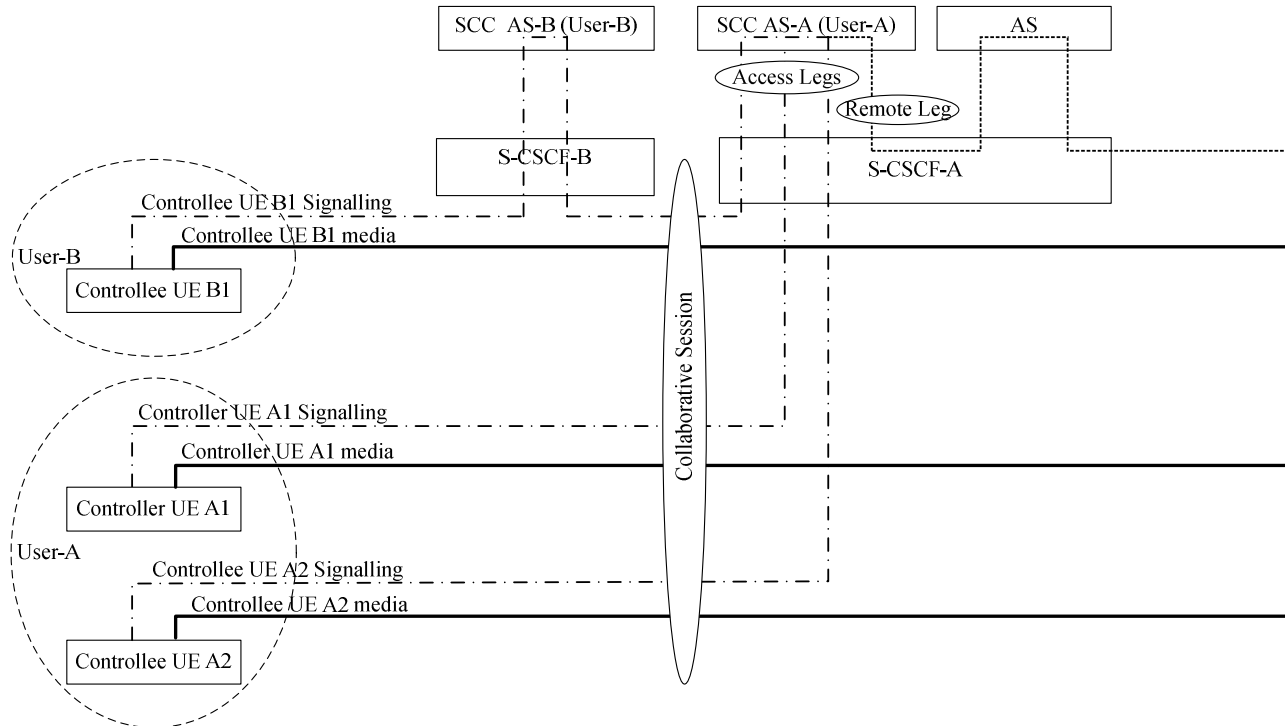 SCC AS-B (User-B)
SCC AS-A (User-A)
AS
Access Legs
Remote Leg
S-CSCF-B
S-CSCF-A
Controllee UE B1 Signalling
Controllee UE B1 media
User-B
Controllee UE B1
Collaborative Session
Controller UE A1 Signalling
Controller UE A1 media
Controller UE A1
User-A
Controllee UE A2 Signalling
Controllee UE A2 media
Controllee UE A2